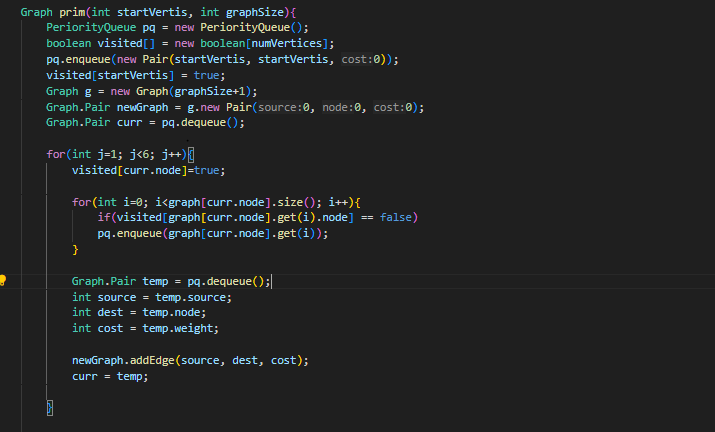 Graph prim(int startVertis, int graphSize){
PeriorityQueue pq = new PeriorityQueue();
boolean visited[] = new boolean[numVertices];
pq.enqueue(new Pair(startVertis, startVertis, cost:0));
visited[startVertis] = true;
Graph g = new Graph(graphSize+1);
Graph.Pair newGraph = g.new Pair(source:0, node:0, cost:0);
Graph.Pair curr = pq.dequeue();
for(int j=1; j<6; j++){
visited[curr.node]=true;
for(int i=0; i<graph[curr.node].size(); i++){
if(visited[graph[curr.node].get(i).node] == false)
pq.enqueue(graph[curr.node].get(i));
}
Graph.Pair temp = pq.dequeue();
int source = temp.source;
int dest = temp.node;
int cost = temp.weight;
newGraph.addEdge(source, dest, cost);
curr = temp;
}